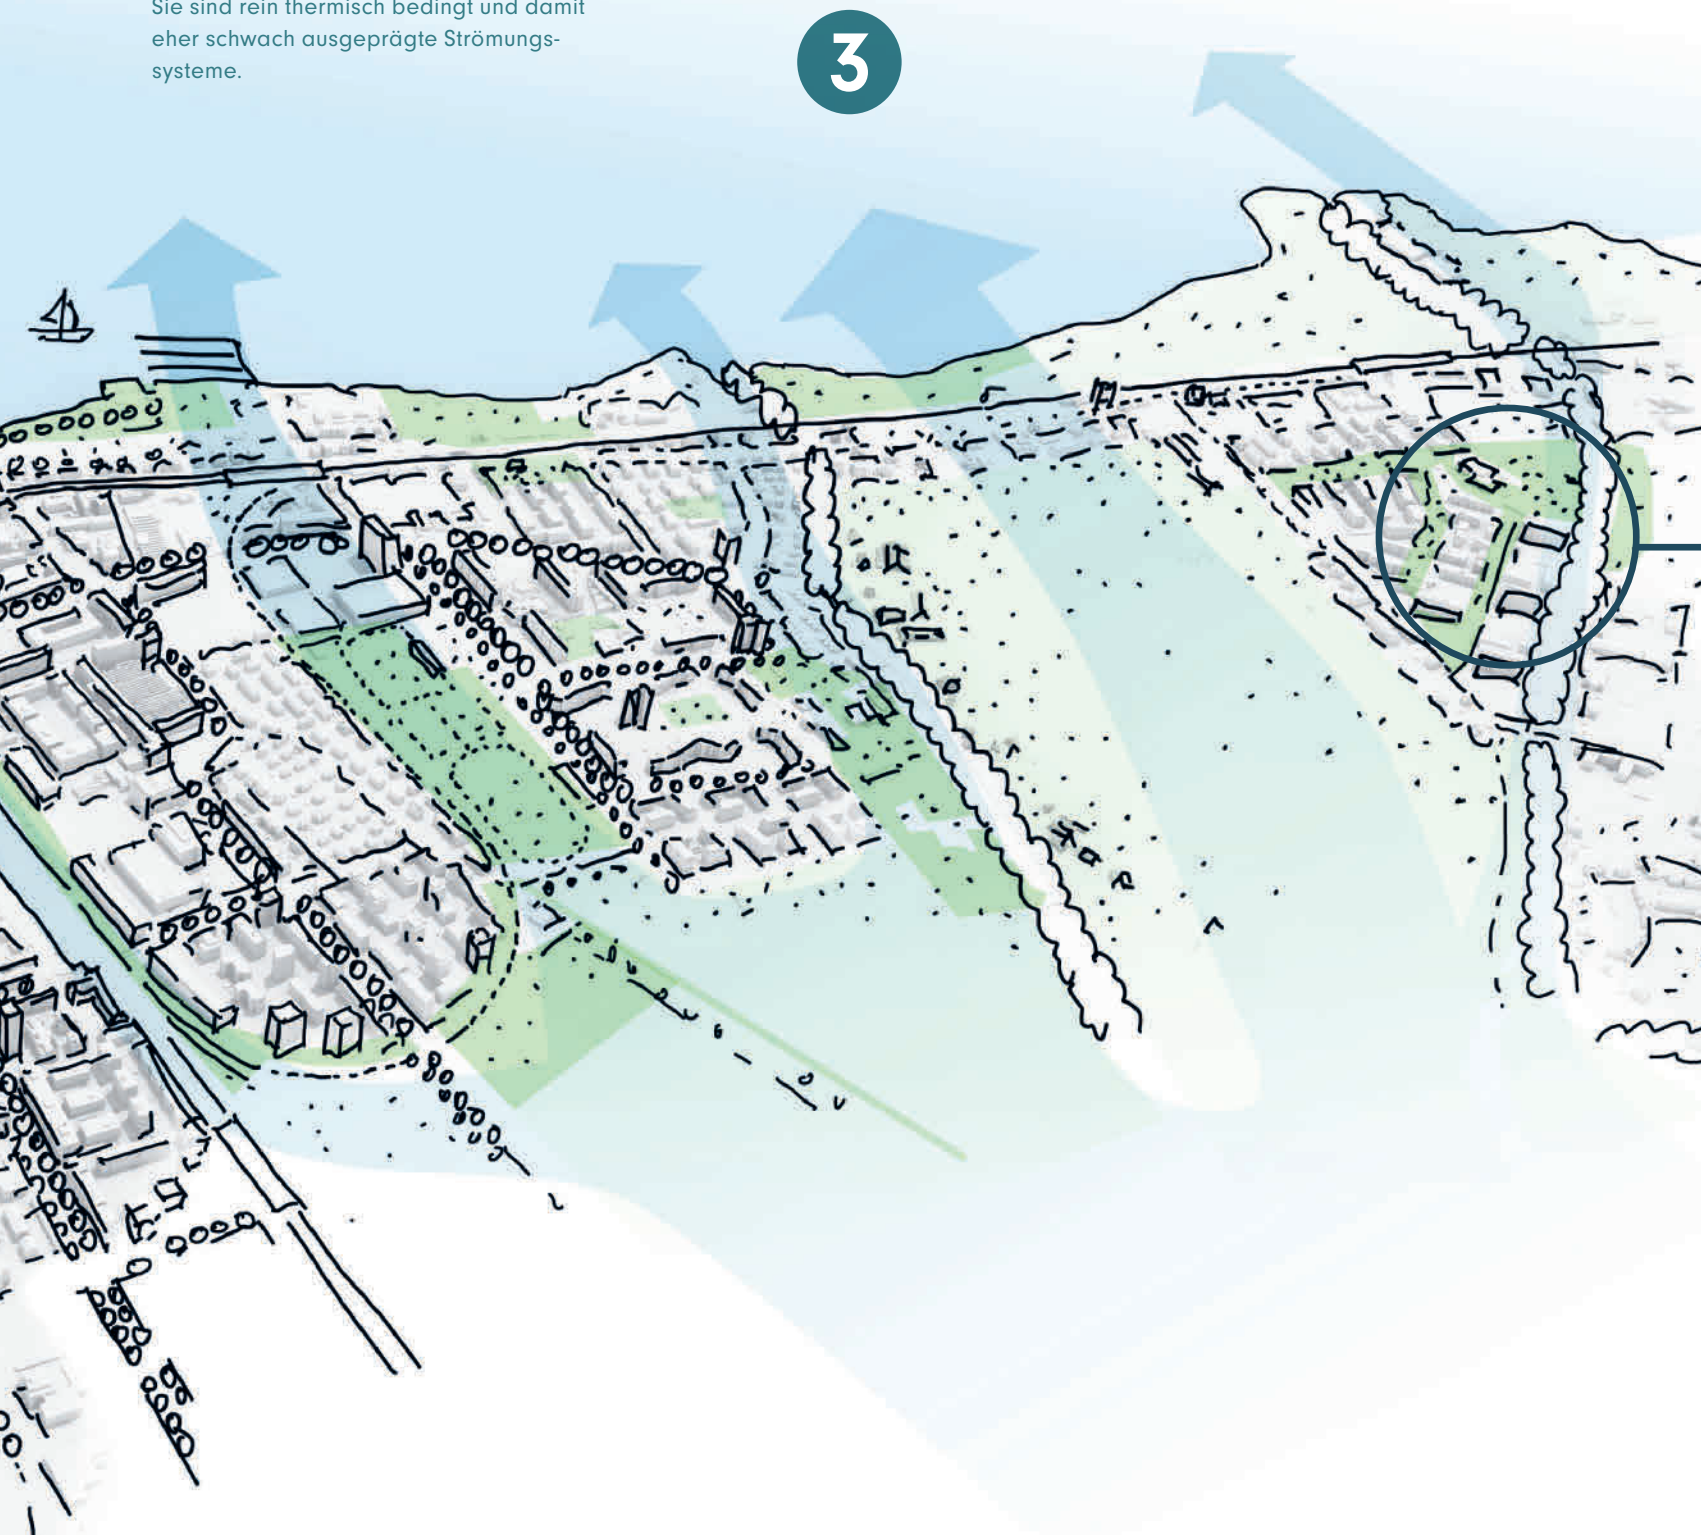 Sie sind rein thermisch bedingt und damit
eher schwach ausgeprägte Strömungs-
systeme.
3